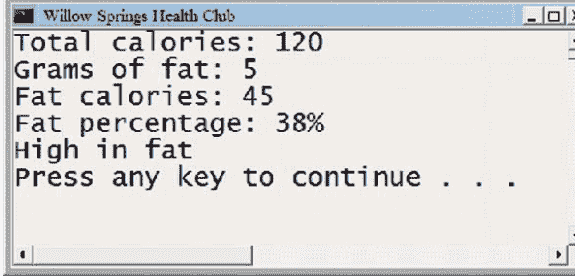 Willow Springs Health Club
Total calories: 120
Grams of fat: 5
Fat calories: 45
Fat percentage: 38%
High in fat
Press any key to continue . . .